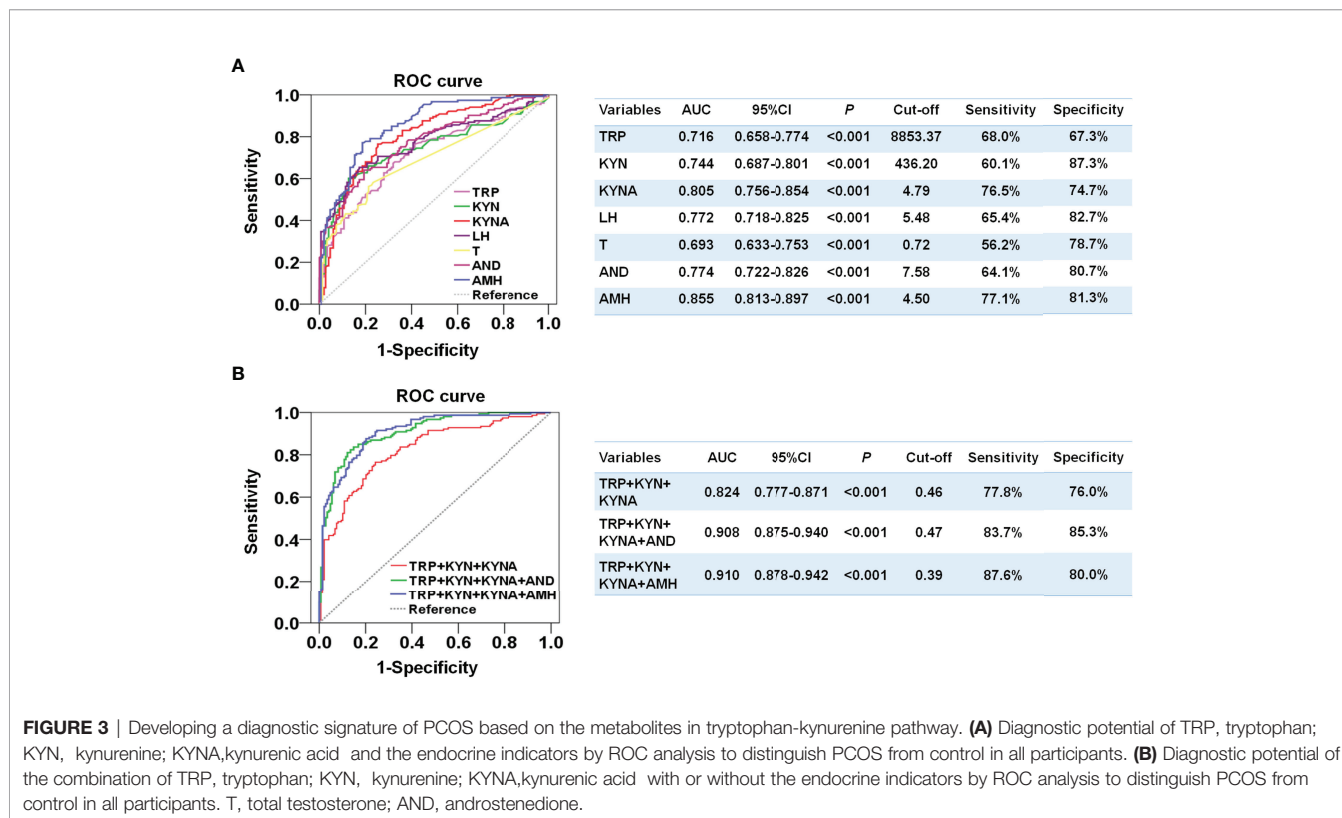 A
ROC curve
1.0
0.8
0.6
0.4
0.2
0.0
Sensitivity
TRP
KYN
KYNA
LH
T
AND
AMH
Reference
0.0 0.2 0.4 0.6 0.8 1.0
1-Specificity
Variables AUC 95%CI P Cut-off Sensitivity Specificity
TRP 0.716 0.658-0.774 <0.001 8853.37 68.0% 67.3%
KYN 0.744 0.687-0.801 <0.001 436.20 60.1% 87.3%
KYNA 0.805 0.756-0.854 <0.001 4.79 76.5% 74.7%
LH 0.772 0.718-0.825 <0.001 5.48 65.4% 82.7%
T 0.693 0.633-0.753 <0.001 0.72 56.2% 78.7%
AND 0.774 0.722-0.826 <0.001 7.58 64.1% 80.7%
AMH 0.855 0.813-0.897 <0.001 4.50 77.1% 81.3%
B
ROC curve
1.0
0.8
0.6
0.4
0.2
0.0
Sensitivity
TRP+KYN+KYNA
TRP+KYN+KYNA+AND
TRP+KYN+KYNA+AMH
Reference
0.0 0.2 0.4 0.6 0.8 1.0
1-Specificity
Variables AUC 95%CI P Cut-off Sensitivity Specificity
TRP+KYN+
KYNA 0.824 0.777-0.871 <0.001 0.46 77.8% 76.0%
TRP+KYN+
KYNA+AND 0.908 0.875-0.940 <0.001 0.47 83.7% 85.3%
TRP+KYN+
KYNA+AMH 0.910 0.878-0.942 <0.001 0.39 87.6% 80.0%
FIGURE 3 | Developing a diagnostic signature of PCOS based on the metabolites in tryptophan-kynurenine pathway. (A) Diagnostic potential of TRP, tryptophan;
KYN, kynurenine; KYNA,kynurenic acid and the endocrine indicators by ROC analysis to distinguish PCOS from control in all participants. (B) Diagnostic potential of
the combination of TRP, tryptophan; KYN, kynurenine; KYNA,kynurenic acid with or without the endocrine indicators by ROC analysis to distinguish PCOS from
control in all participants. T, total testosterone; AND, androstenedione.